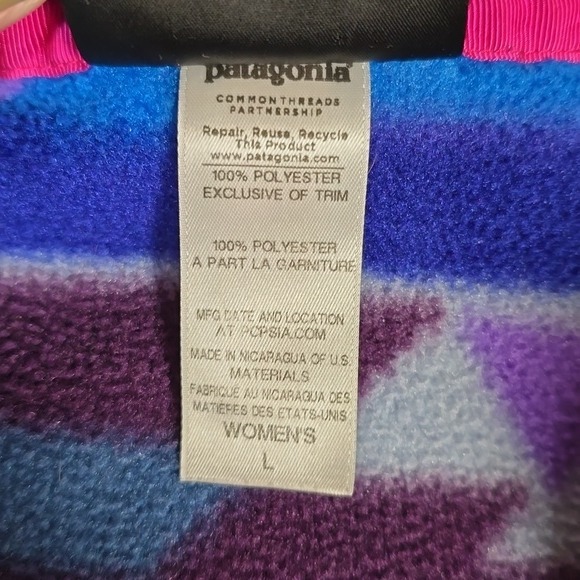 patagonia
COMMONTHREADS
PARTNERSHIP
Repair, Reuse, Recycle
This Product
www.patagonia.com
100% POLYESTER
EXCLUSIVE OF TRIM
100% POLYESTER
A PART LA GARNITURE
MFG DATE AND LOCATION
AT PCPSIA.COM
MADE IN NICARAGUA OF U.S.
MATERIALS
FABRIQUE AU NICARAGUA DES
MATIERES DES ETATS-UNIS
WOMEN'S
L